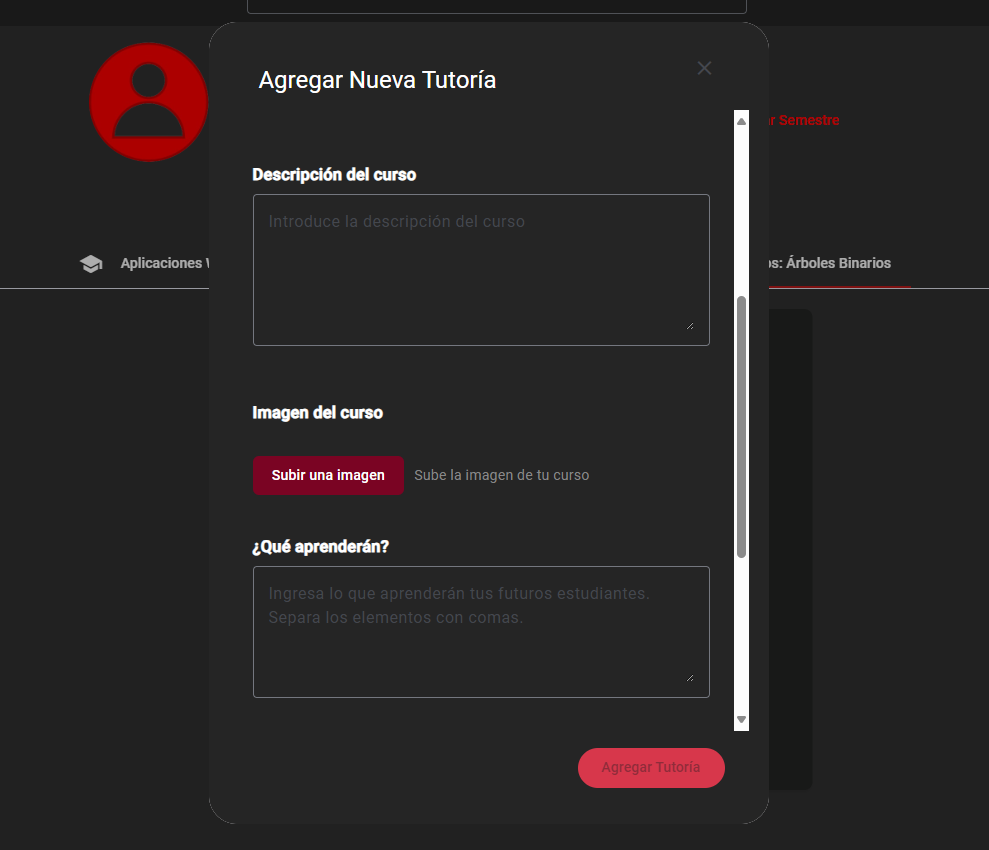 Agregar Nueva Tutoría
Semestre
Descripción del curso
Introduce la descripción del curso
Aplicaciones
Árboles Binarios
Imagen del curso
Subir una imagen
Sube la imagen de tu curso
¿Qué aprenderán?
Ingresa lo que aprenderán tus futuros estudiantes.
Separa los elementos con comas.
Agregar Tutoría